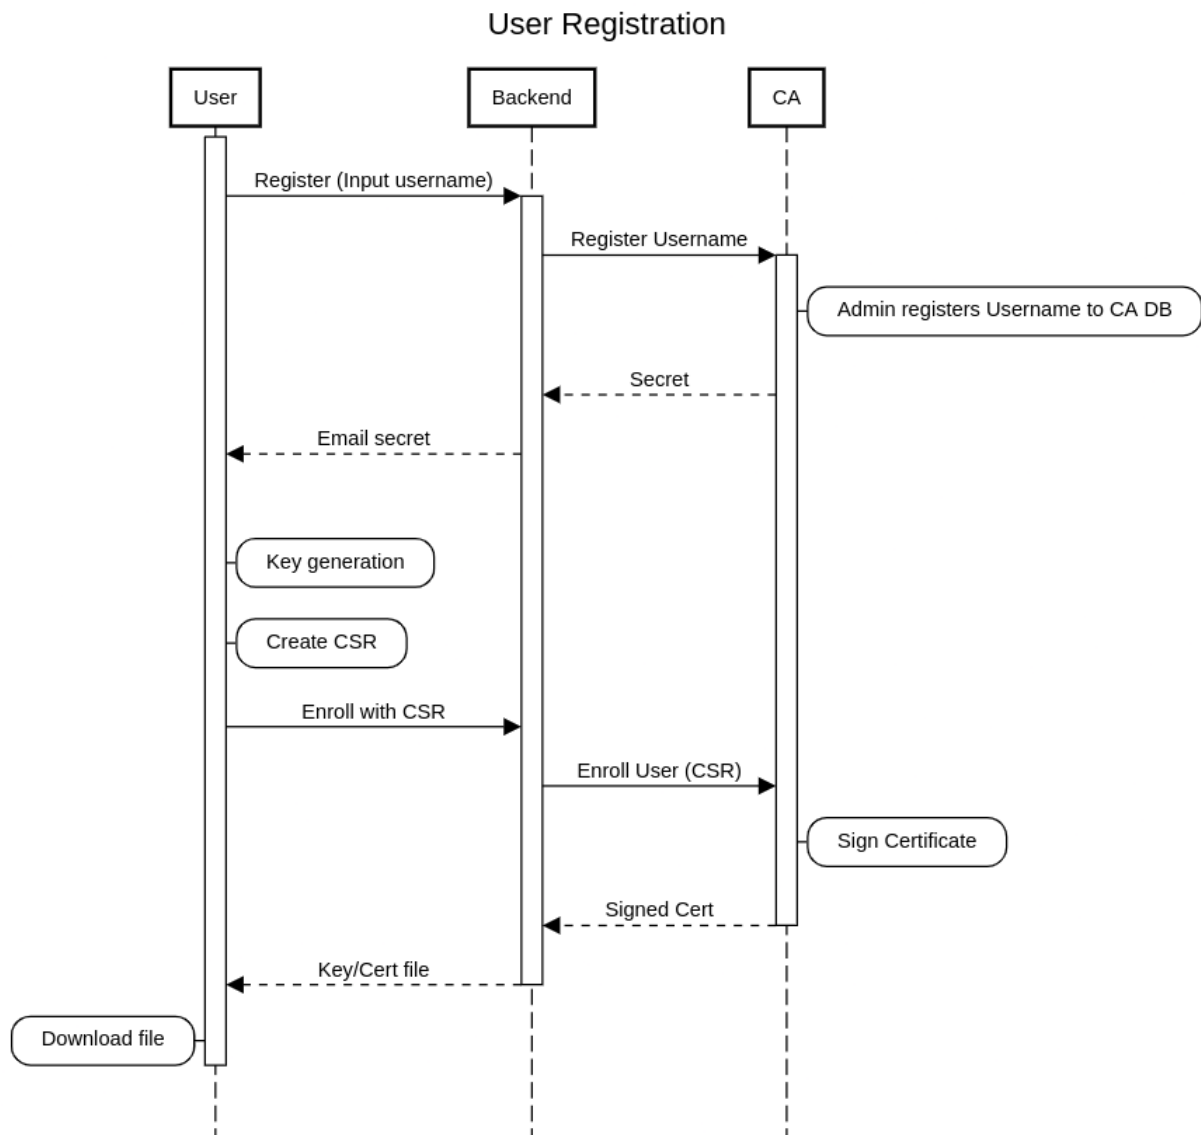 User Registration
User
Backend
CA
Register (Input username)
Register Username
Admin registers Username to CA DB
Secret
Email secret
Key generation
Create CSR
Enroll with CSR
Enroll User (CSR)
Sign Certificate
Signed Cert
Key/Cert file
Download file